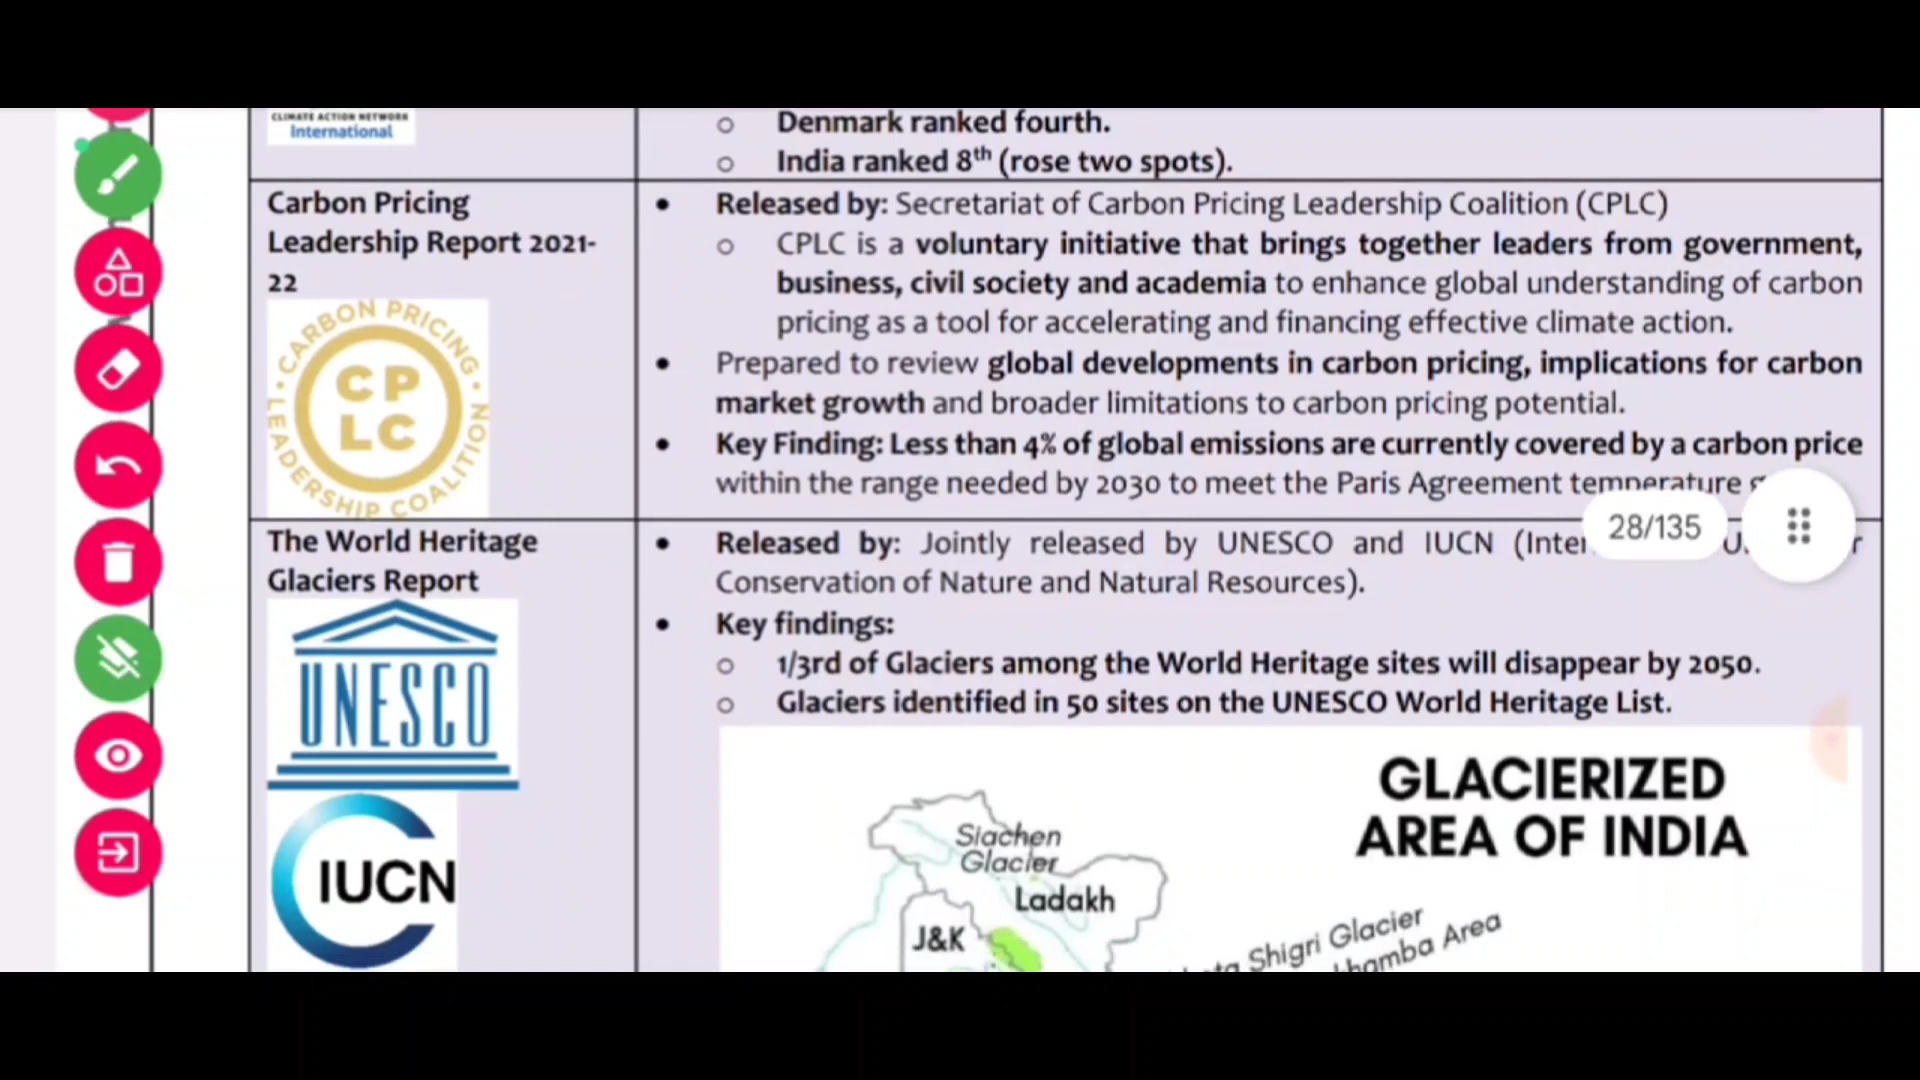 CLIMATE ACTION NETWORK
International
○ Denmark ranked fourth.
○ India ranked 8th (rose two spots).
Carbon Pricing
Leadership Report 2021-
22
CARBON PRICING
LEADERSHIP COALITION
CP
LC
• Released by: Secretariat of Carbon Pricing Leadership Coalition (CPLC)
○ CPLC is a voluntary initiative that brings together leaders from government,
business, civil society and academia to enhance global understanding of carbon
pricing as a tool for accelerating and financing effective climate action.
• Prepared to review global developments in carbon pricing, implications for carbon
market growth and broader limitations to carbon pricing potential.
• Key Finding: Less than 4% of global emissions are currently covered by a carbon price
within the range needed by 2030 to meet the Paris Agreement temperature
28/135
The World Heritage
Glaciers Report
UNESCO
IUCN
• Released by: Jointly released by UNESCO and IUCN
Conservation of Nature and Natural Resources).
• Key findings:
○ 1/3rd of Glaciers among the World Heritage sites will disappear by 2050.
○ Glaciers identified in 50 sites on the UNESCO World Heritage List.
GLACIERIZED
AREA OF INDIA
Siachen
Glacier
Ladakh
J&K
Shigri Glacier
Area